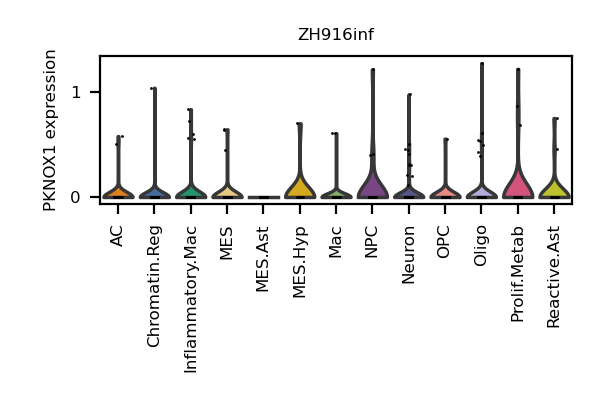 ZH916inf
PKNOX1 expression
1
0
AC
Chromatin.Reg
Inflammatory.Mac
MES
MES.Ast
MES.Hyp
Mac
NPC
Neuron
OPC
Oligo
Prolif.Metab
Reactive.Ast